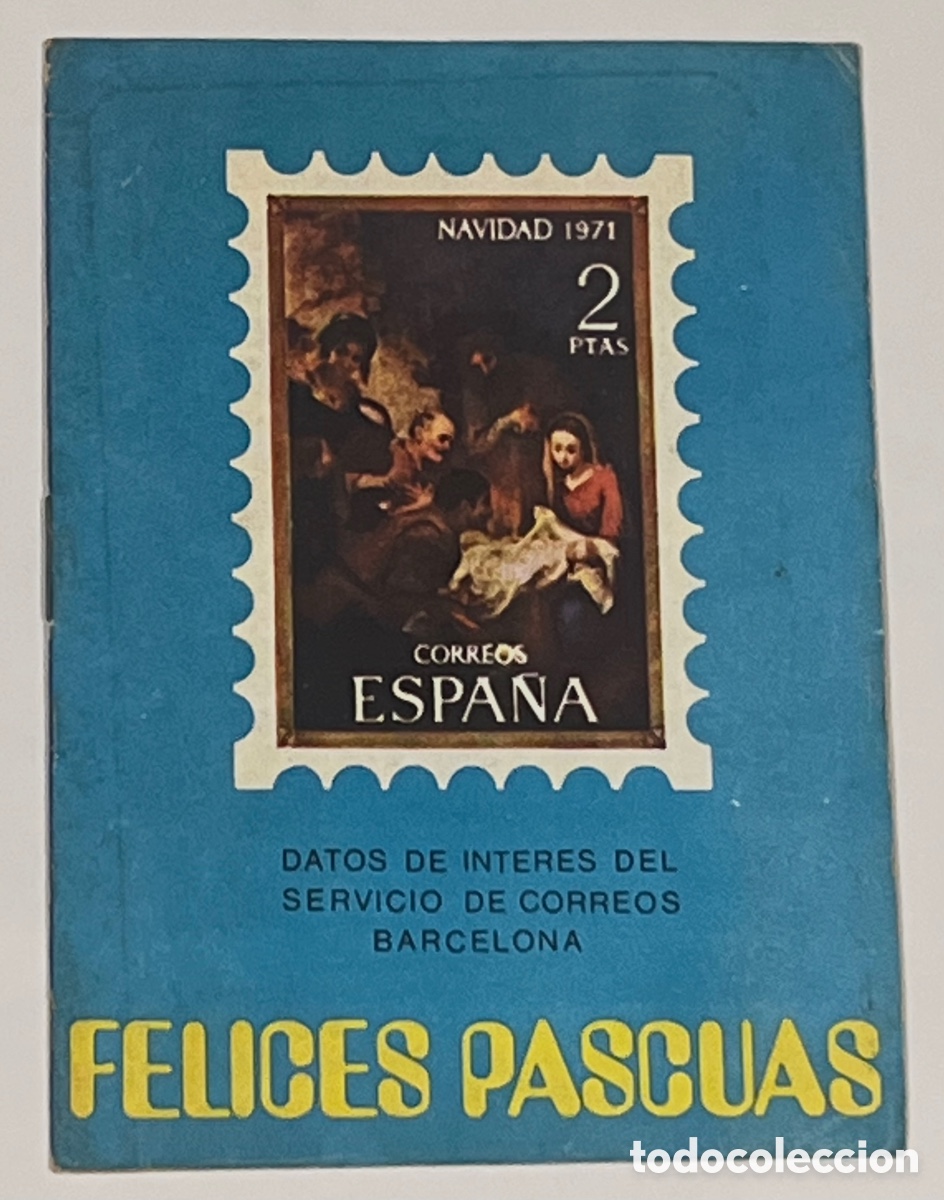 NAVIDAD 1971
2
PTAS
CORREOS
ESPAÑA
DATOS DE INTERES DEL
SERVICIO DE CORREOS
BARCELONA
FELICES PASCUAS
todocoleccion